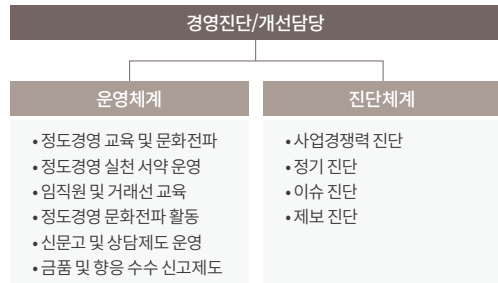 경영진단/개선담당
운영체계
• 정도경영 교육 및 문화전파
• 정도경영 실천 서약 운영
• 임직원 및 거래선 교육
• 정도경영 문화전파 활동
• 신문고 및 상담제도 운영
• 금품 및 향응 수수 신고제도
진단체계
• 사업경쟁력 진단
• 정기 진단
• 이슈 진단
• 제보 진단